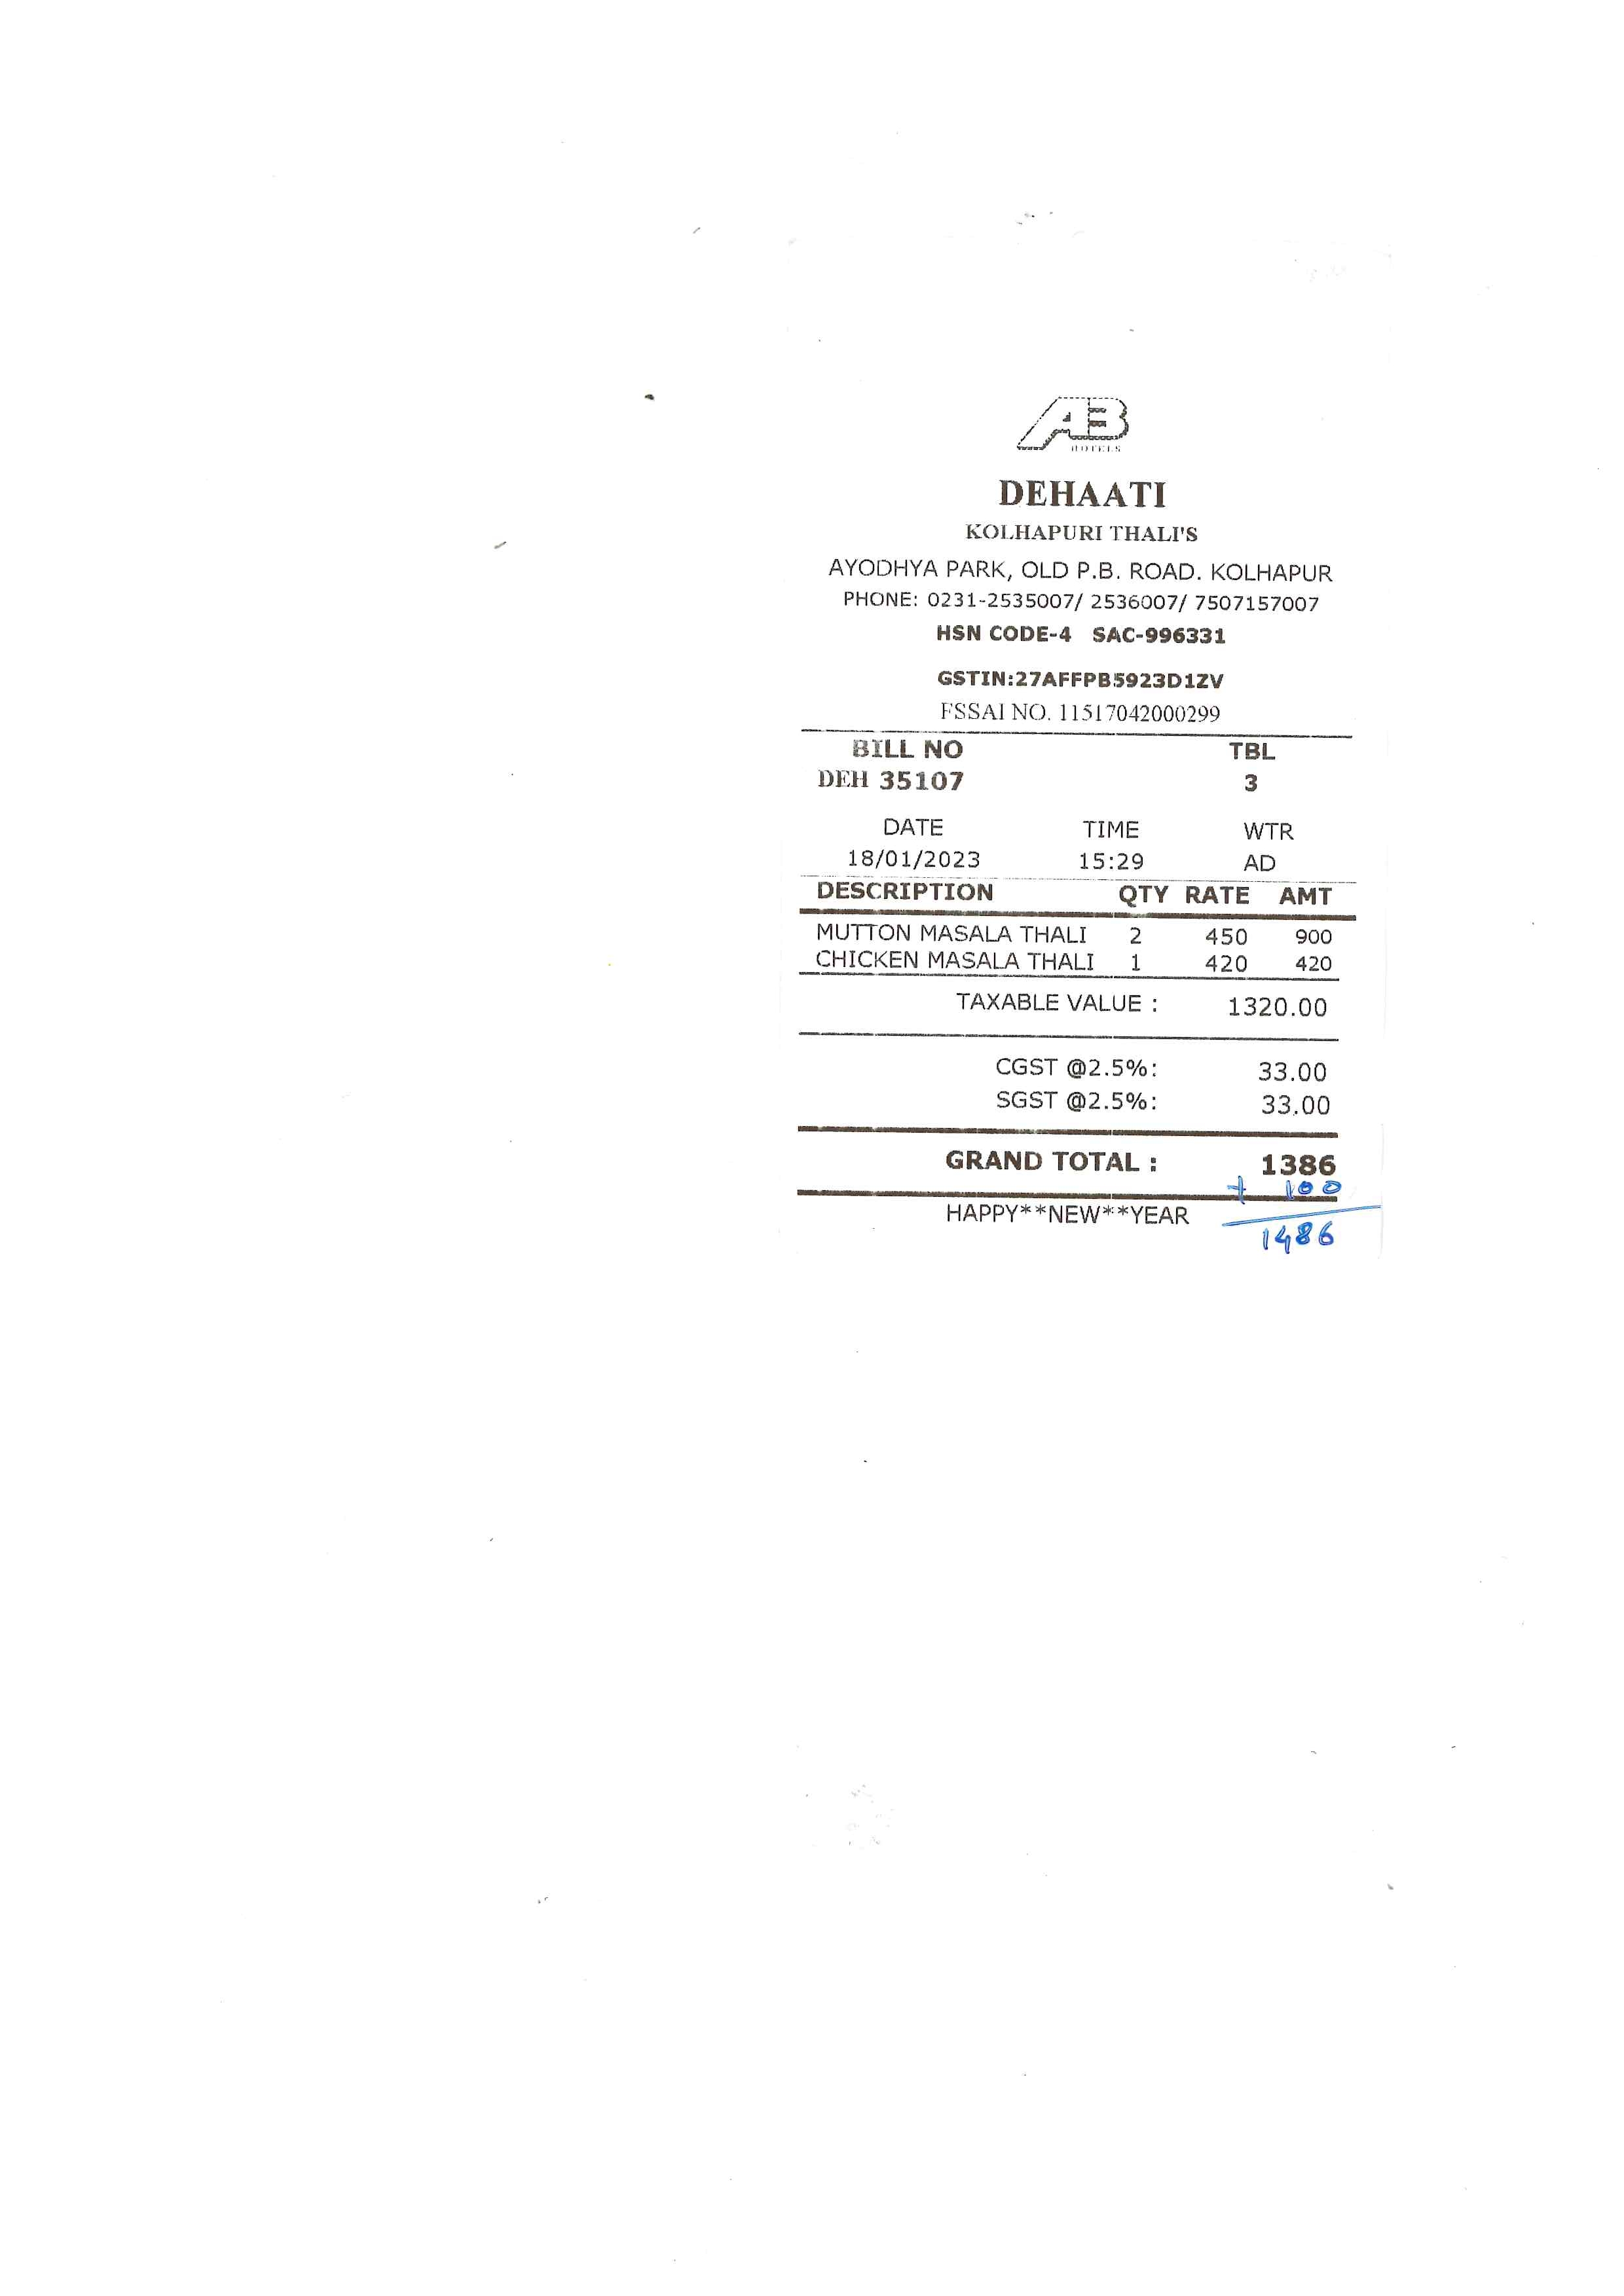 AB
HOTELS
DEHAATI
KOLHAPURI THALI'S
AYODHYA PARK, OLD P.B. ROAD. KOLHAPUR
PHONE: 0231-2535007/ 2536007/ 7507157007
HSN CODE-4 SAC-996331
GSTIN:27AFFPB5923D1ZV
FSSAI NO. 11517042000299
BILL NO TBL
DEH 35107 3
DATE TIME WTR
18/01/2023 15:29 AD
DESCRIPTION QTY RATE AMT
MUTTON MASALA THALI 2 450 900
CHICKEN MASALA THALI 1 420 420
TAXABLE VALUE : 1320.00
CGST @2.5%: 33.00
SGST @2.5%: 33.00
GRAND TOTAL : 1386
+ 100
HAPPY**NEW**YEAR
1486